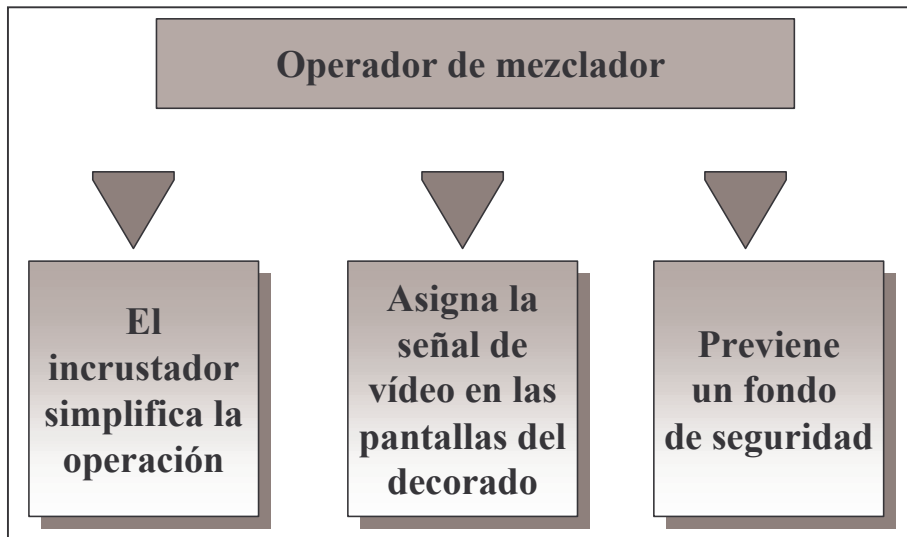 Operador de mezclador
El
incrustador
simplifica la
operación
Asigna la
señal de
vídeo en las
pantallas del
decorado
Previene
un fondo
de seguridad